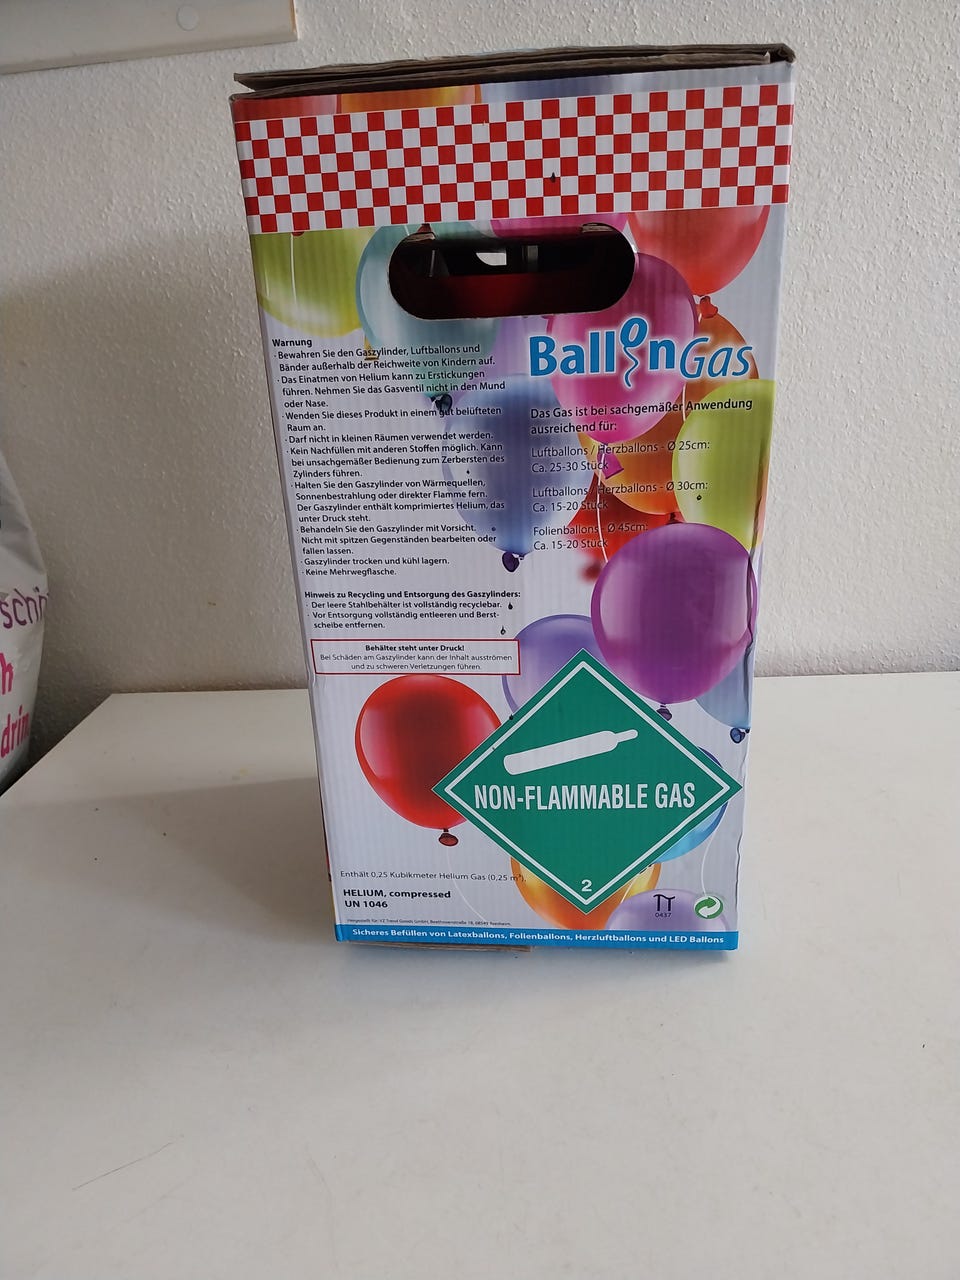 Warnung
· Bewahren Sie den Gaszylinder, Luftballons und
Bänder außerhalb der Reichweite von Kindern auf.
· Das Einatmen von Helium kann zu Erstickungen
führen. Nehmen Sie das Gasventil nicht in den Mund
oder Nase.
· Wenden Sie dieses Produkt in einem gut belüfteten
Raum an.
· Darf nicht in kleinen Räumen verwendet werden.
· Kein Nachfüllen mit anderen Stoffen möglich. Kann
bei unsachgemäßer Bedienung zum Zerbersten des
Zylinders führen.
· Halten Sie den Gaszylinder von Wärmequellen,
Sonnenbestrahlung oder direkter Flamme fern.
Der Gaszylinder enthält komprimiertes Helium, das
unter Druck steht.
· Behandeln Sie den Gaszylinder mit Vorsicht.
Nicht mit spitzen Gegenständen bearbeiten oder
fallen lassen.
· Gaszylinder trocken und kühl lagern.
· Keine Mehrwegflasche.
Hinweis zu Recycling und Entsorgung des Gaszylinders:
· Der leere Stahlbehälter ist vollständig recyclebar.
· Vor Entsorgung vollständig entleeren und Berst-
scheibe entfernen.
Behälter steht unter Druck!
Bei Schäden am Gaszylinder kann der Inhalt ausströmen
und zu schweren Verletzungen führen.
BallonGas
Das Gas ist bei sachgemäßer Anwendung
ausreichend für:
Luftballons / Herzballons - Ø 25cm:
Ca. 25-30 Stück
Luftballons / Herzballons - Ø 30cm:
Ca. 15-20 Stück
Folienballons - Ø 45cm:
Ca. 15-20 Stück
NON-FLAMMABLE GAS
2
Enthält 0,25 Kubikmeter Helium Gas (0,25 m³).
HELIUM, compressed
UN 1046
0437
Hergestellt für: VZ Trend Goods GmbH, Beethovenstraße 18, 68549 Ilvesheim
Sicheres Befüllen von Latexballons, Folienballons, Herzluftballons und LED Ballons